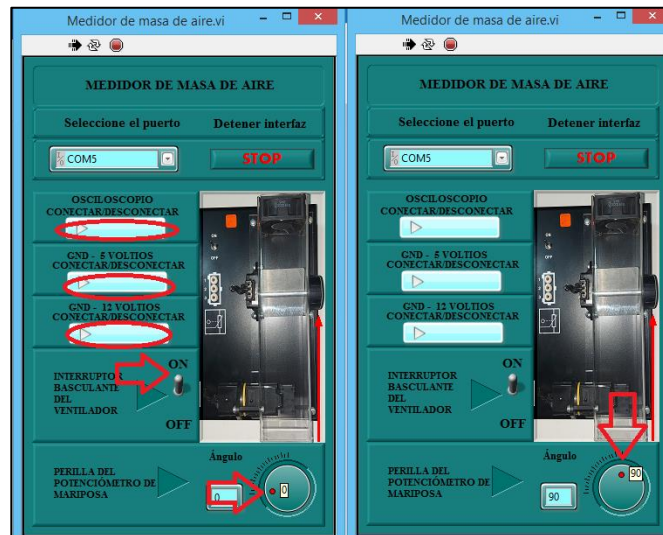 Medidor de masa de aire.vi
MEDIDOR DE MASA DE AIRE
Seleccione el puerto
Detener interfaz
COM5
STOP
OSCILOSCOPIO
CONECTAR/DESCONECTAR
GND - 5 VOLTIOS
CONECTAR/DESCONECTAR
GND - 12 VOLTIOS
CONECTAR/DESCONECTAR
ON
INTERRUPTOR
BASCULANTE
DEL
VENTILADOR
OFF
Ángulo
PERILLA DEL
POTENCIÓMETRO DE
MARIPOSA
0
0
Medidor de masa de aire.vi
MEDIDOR DE MASA DE AIRE
Seleccione el puerto
Detener interfaz
COM5
STOP
OSCILOSCOPIO
CONECTAR/DESCONECTAR
GND - 5 VOLTIOS
CONECTAR/DESCONECTAR
GND - 12 VOLTIOS
CONECTAR/DESCONECTAR
ON
INTERRUPTOR
BASCULANTE
DEL
VENTILADOR
OFF
Ángulo
PERILLA DEL
POTENCIÓMETRO DE
MARIPOSA
90
90